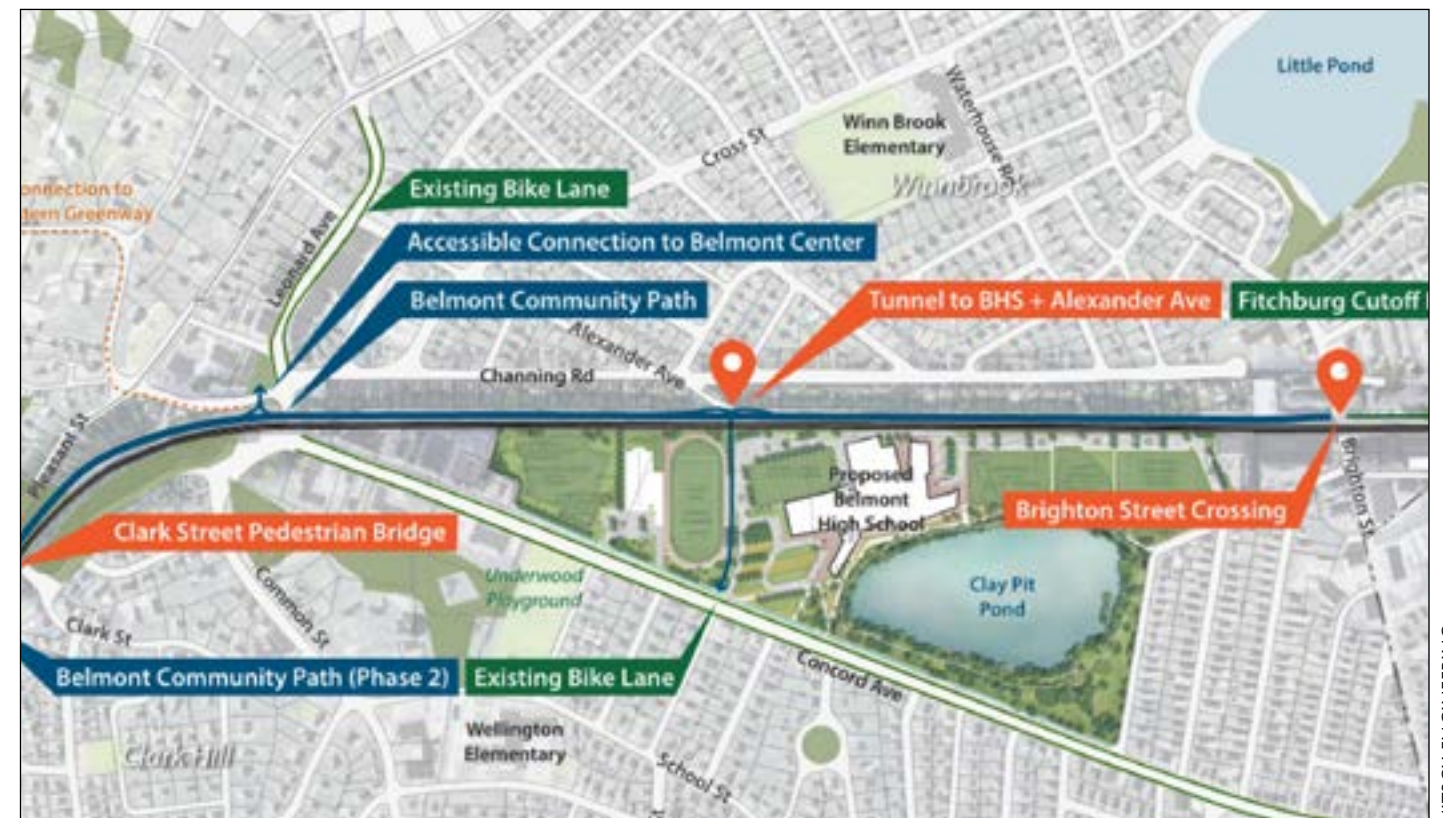 Little Pond
Waterhouse Rd
Winn Brook
Elementary
Cross St
Winnbrook
onnection to
tern Greenway
Existing Bike Lane
Leonard Ave
Accessible Connection to Belmont Center
Belmont Community Path
Tunnel to BHS + Alexander Ave
Fitchburg Cutoff
Alexander Ave
Channing Rd
Pleasant St
Proposed
Belmont
High School
Brighton Street Crossing
Brighton St
Clark Street Pedestrian Bridge
Underwood
Playground
Clay Pit
Pond
Common St
Clark St
Belmont Community Path (Phase 2)
Existing Bike Lane
Concord Ave
Wellington
Elementary
Clark Hill
School St